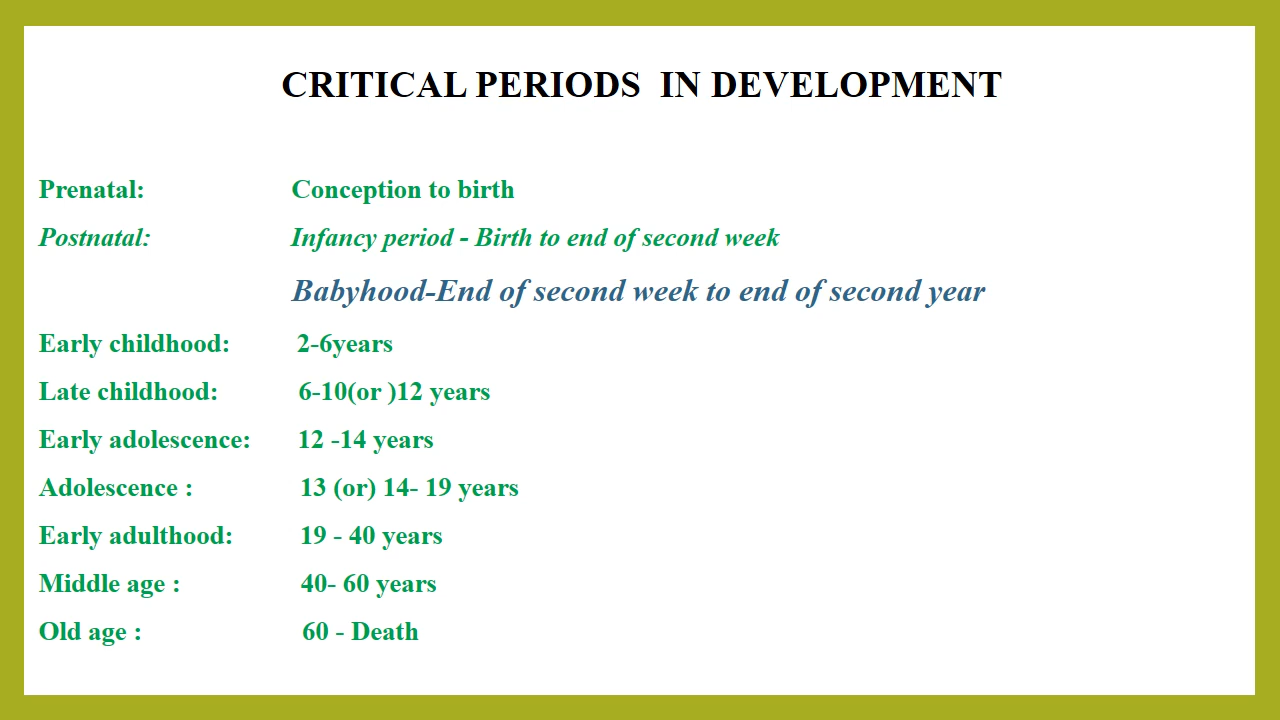 CRITICAL PERIODS  IN DEVELOPMENT
Prenatal: Conception to birth
Postnatal: Infancy period - Birth to end of second week
Babyhood-End of second week to end of second year
Early childhood: 2-6years
Late childhood: 6-10(or )12 years
Early adolescence: 12 -14 years
Adolescence : 13 (or) 14- 19 years
Early adulthood: 19 - 40 years
Middle age : 40- 60 years
Old age : 60 - Death